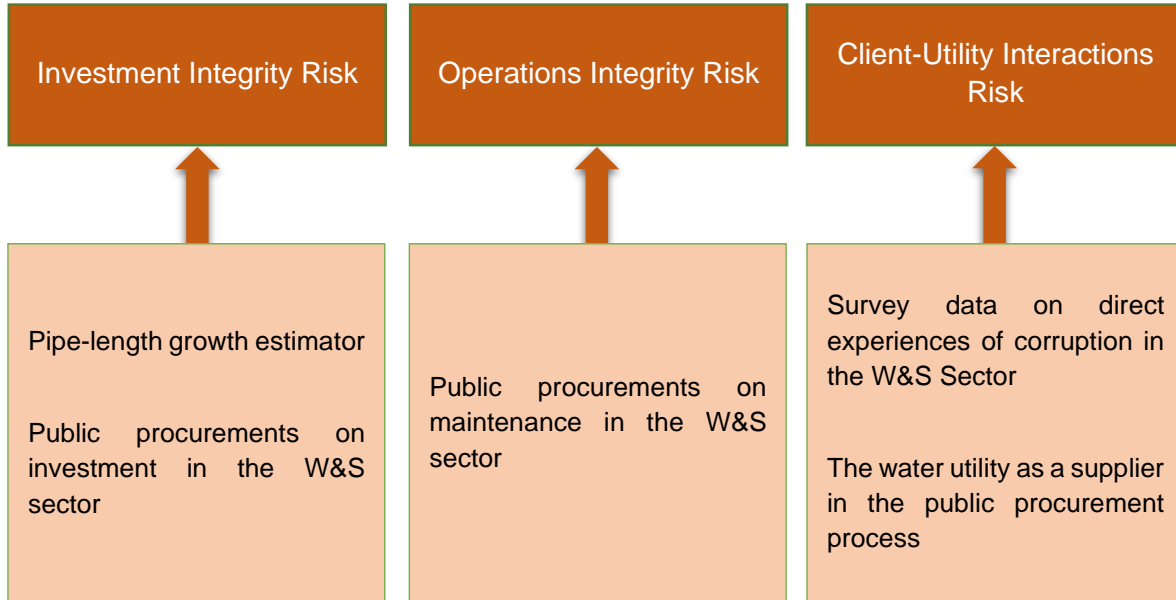 Investment Integrity Risk
Operations Integrity Risk
Client-Utility Interactions
Risk
Pipe-length growth estimator
Public procurements on
investment in the W&S
sector
Public procurements on
maintenance in the W&S
sector
Survey data on direct
experiences of corruption in
the W&S Sector
The water utility as a supplier
in the public procurement
process